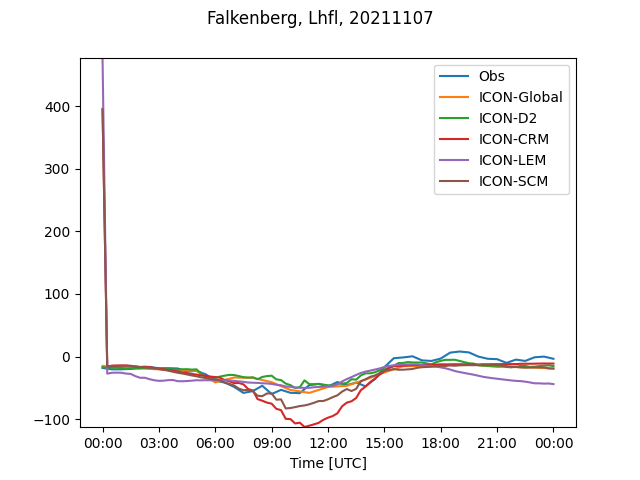 Falkenberg, Lhfl, 20211107
Obs
ICON-Global
ICON-D2
ICON-CRM
ICON-LEM
ICON-SCM
400
300
200
100
0
−100
00:00 03:00 06:00 09:00 12:00 15:00 18:00 21:00 00:00
Time [UTC]